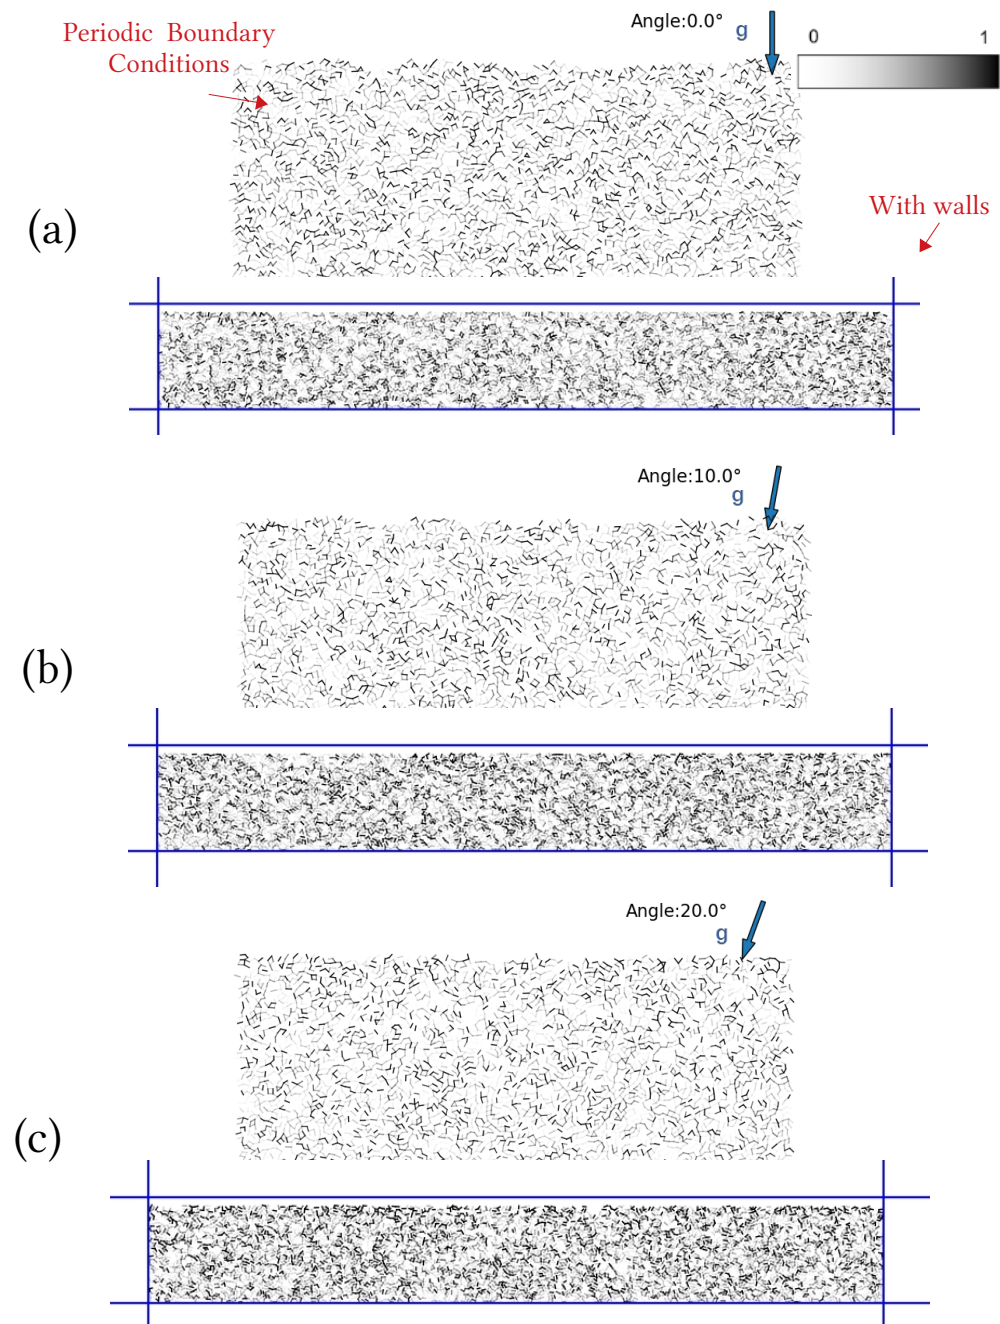 Angle:0.0°
g
0 1
Periodic Boundary
Conditions
With walls
(a)
Angle:10.0°
g
(b)
Angle:20.0°
g
(c)